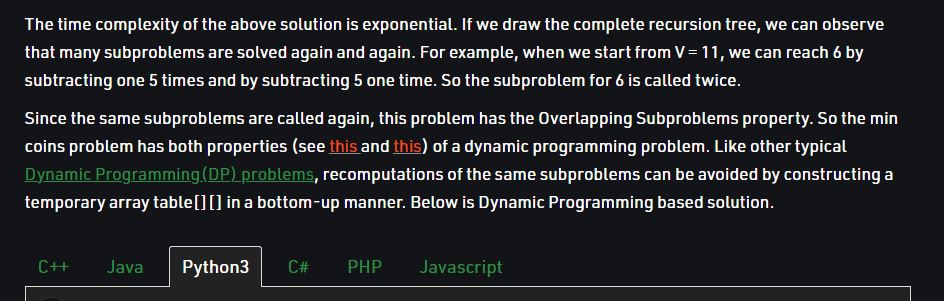 The time complexity of the above solution is exponential. If we draw the complete recursion tree, we can observe
that many subproblems are solved again and again. For example, when we start from V = 11, we can reach 6 by
subtracting one 5 times and by subtracting 5 one time. So the subproblem for 6 is called twice.
Since the same subproblems are called again, this problem has the Overlapping Subproblems property. So the min
coins problem has both properties (see this and this) of a dynamic programming problem. Like other typical
Dynamic Programming(DP) problems, recomputations of the same subproblems can be avoided by constructing a
temporary array table[][] in a bottom-up manner. Below is Dynamic Programming based solution.
C++ Java Python3 C# PHP Javascript